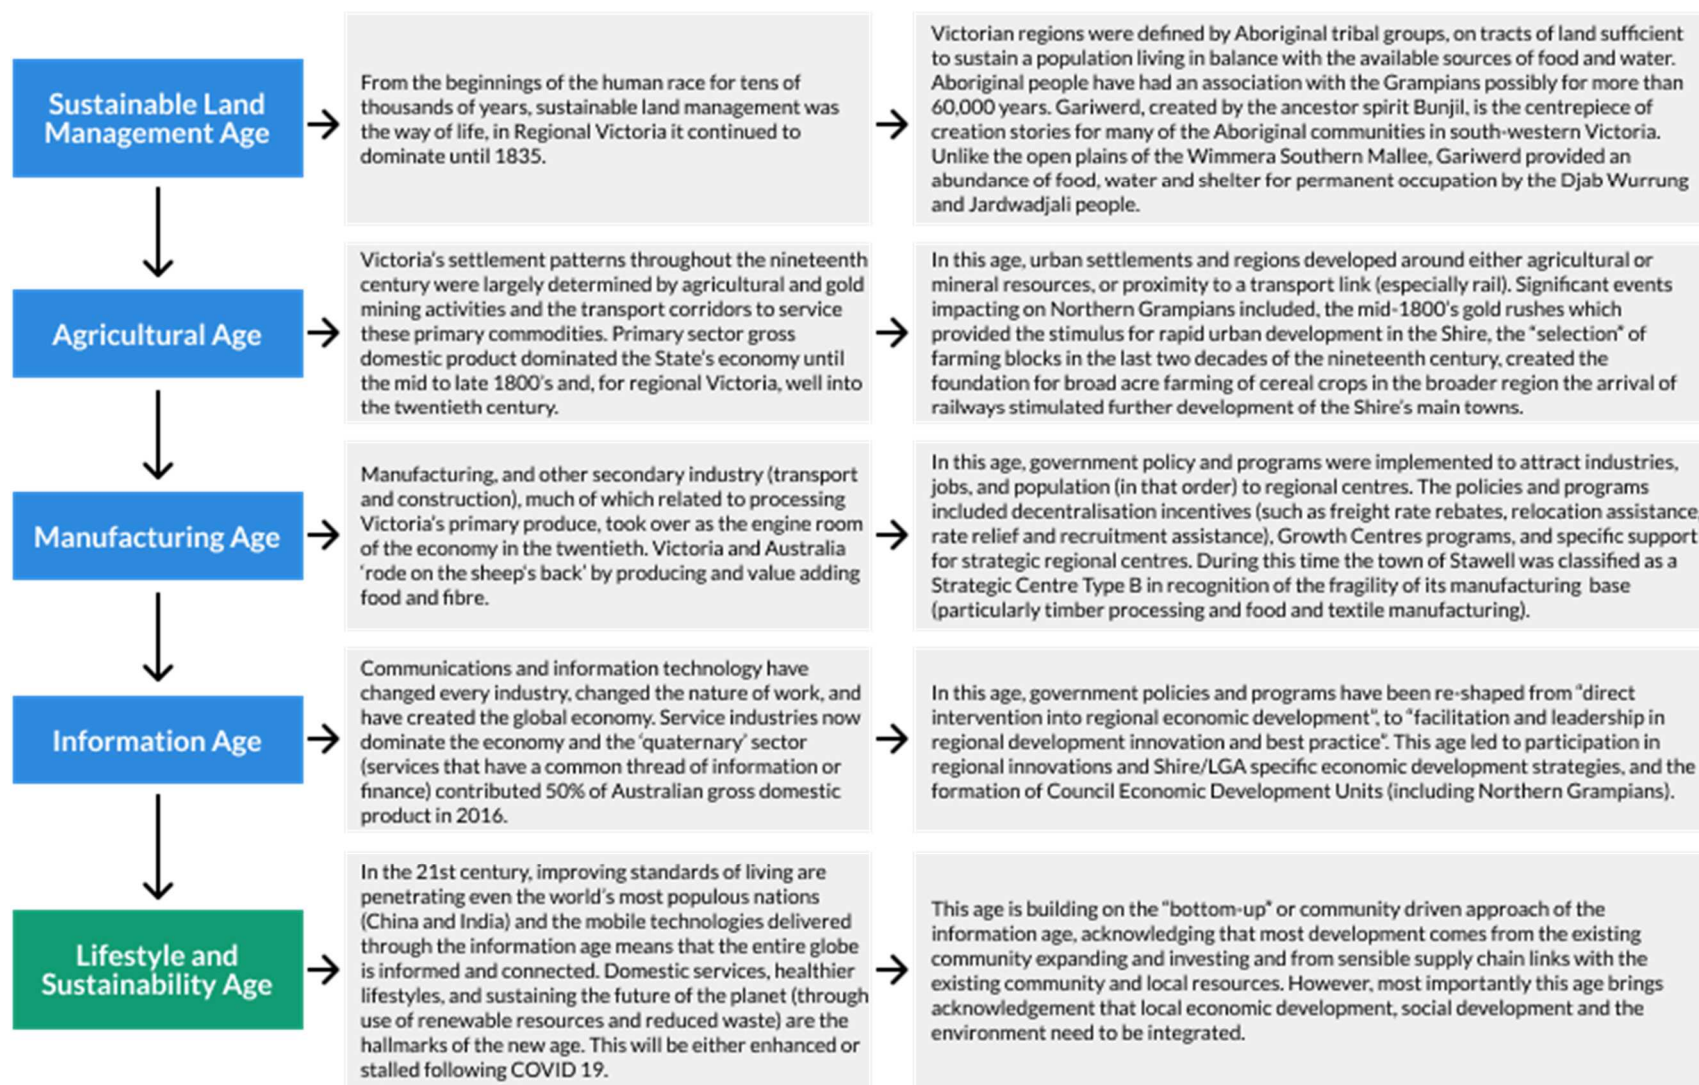 Sustainable Land
Management Age
From the beginnings of the human race for tens of
thousands of years, sustainable land management was
the way of life, in Regional Victoria it continued to
dominate until 1835.
Victorian regions were defined by Aboriginal tribal groups, on tracts of land sufficient
to sustain a population living in balance with the available sources of food and water.
Aboriginal people have had an association with the Grampians possibly for more than
60,000 years. Gariwerd, created by the ancestor spirit Bunjil, is the centrepiece of
creation stories for many of the Aboriginal communities in south-western Victoria.
Unlike the open plains of the Wimmera Southern Mallee, Gariwerd provided an
abundance of food, water and shelter for permanent occupation by the Djab Wurrung
and Jardwadjali people.
Agricultural Age
Victoria's settlement patterns throughout the nineteenth
century were largely determined by agricultural and gold
mining activities and the transport corridors to service
these primary commodities. Primary sector gross
domestic product dominated the State's economy until
the mid to late 1800's and, for regional Victoria, well into
the twentieth century.
In this age, urban settlements and regions developed around either agricultural or
mineral resources, or proximity to a transport link (especially rail). Significant events
impacting on Northern Grampians included, the mid-1800's gold rushes which
provided the stimulus for rapid urban development in the Shire, the "selection" of
farming blocks in the last two decades of the nineteenth century, created the
foundation for broad acre farming of cereal crops in the broader region the arrival of
railways stimulated further development of the Shire's main towns.
Manufacturing Age
Manufacturing, and other secondary industry (transport
and construction), much of which related to processing
Victoria's primary produce, took over as the engine room
of the economy in the twentieth. Victoria and Australia
'rode on the sheep's back' by producing and value adding
food and fibre.
In this age, government policy and programs were implemented to attract industries,
jobs, and population (in that order) to regional centres. The policies and programs
included decentralisation incentives (such as freight rate rebates, relocation assistance,
rate relief and recruitment assistance), Growth Centres programs, and specific support
for strategic regional centres. During this time the town of Stawell was classified as a
Strategic Centre Type B in recognition of the fragility of its manufacturing base
(particularly timber processing and food and textile manufacturing).
Information Age
Communications and information technology have
changed every industry, changed the nature of work, and
have created the global economy. Service industries now
dominate the economy and the 'quaternary' sector
(services that have a common thread of information or
finance) contributed 50% of Australian gross domestic
product in 2016.
In this age, government policies and programs have been re-shaped from "direct
intervention into regional economic development", to "facilitation and leadership in
regional development innovation and best practice". This age led to participation in
regional innovations and Shire/LGA specific economic development strategies, and the
formation of Council Economic Development Units (including Northern Grampians).
Lifestyle and
Sustainability Age
In the 21st century, improving standards of living are
penetrating even the world's most populous nations
(China and India) and the mobile technologies delivered
through the information age means that the entire globe
is informed and connected. Domestic services, healthier
lifestyles, and sustaining the future of the planet (through
use of renewable resources and reduced waste) are the
hallmarks of the new age. This will be either enhanced or
stalled following COVID 19.
This age is building on the "bottom-up" or community driven approach of the
information age, acknowledging that most development comes from the existing
community expanding and investing and from sensible supply chain links with the
existing community and local resources. However, most importantly this age brings
acknowledgement that local economic development, social development and the
environment need to be integrated.